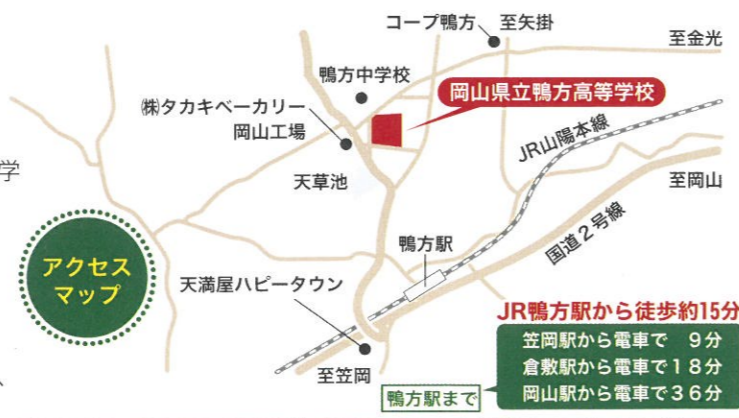 コープ鴨方
至矢掛
至金光
鴨方中学校
岡山県立鴨方高等学校
㈱タカキベーカリー
岡山工場
JR山陽本線
学
天草池
至岡山
国道2号線
鴨方駅
アクセス
マップ
天満屋ハピータウン
JR鴨方駅から徒歩約15分
笠岡駅から電車で 9分
倉敷駅から電車で18分
岡山駅から電車で36分
至笠岡
鴨方駅まで